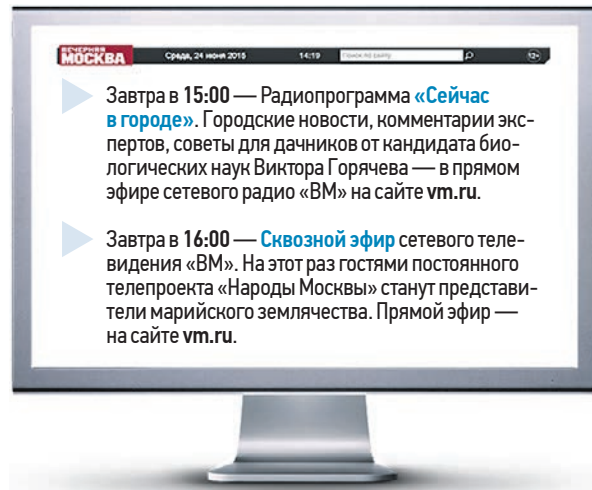 ВЕЧЕРНЯЯ
МОСКВА Среда, 24 июня 2015 14:19 Поиск по сайту 12+
Завтра в 15:00 — Радиопрограмма «Сейчас
в городе». Городские новости, комментарии экс-
пертов, советы для дачников от кандидата био-
логических наук Виктора Горячева — в прямом
эфире сетевого радио «ВМ» на сайте vm.ru.
Завтра в 16:00 — Сквозной эфир сетевого теле-
видения «ВМ». На этот раз гостями постоянного
телепроекта «Народы Москвы» станут представи-
тели марийского землячества. Прямой эфир —
на сайте vm.ru.